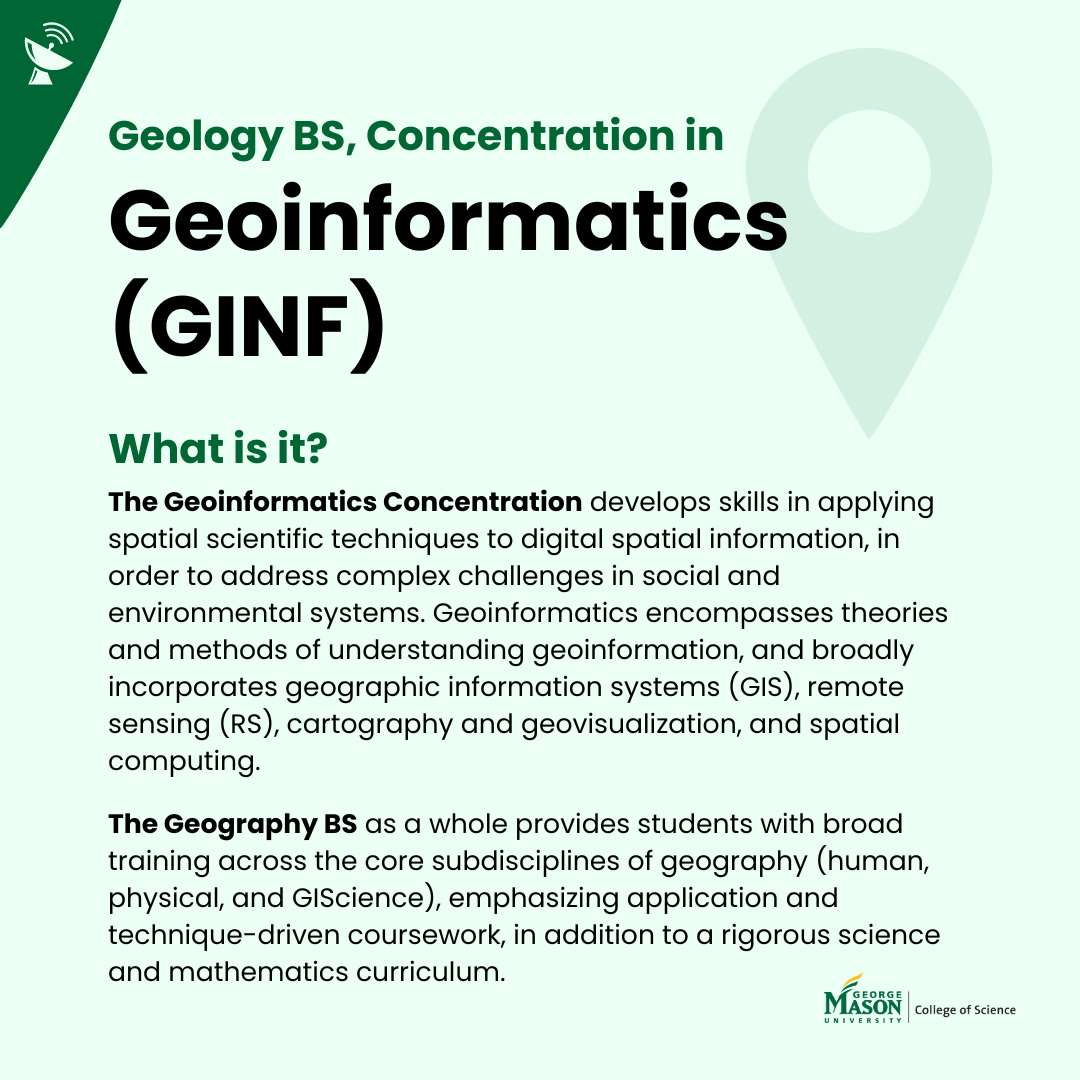 Geology BS, Concentration in
Geoinformatics
(GINF)
What is it?
The Geoinformatics Concentration develops skills in applying
spatial scientific techniques to digital spatial information, in
order to address complex challenges in social and
environmental systems. Geoinformatics encompasses theories
and methods of understanding geoinformation, and broadly
incorporates geographic information systems (GIS), remote
sensing (RS), cartography and geovisualization, and spatial
computing.
The Geography BS as a whole provides students with broad
training across the core subdisciplines of geography (human,
physical, and GIScience), emphasizing application and
technique-driven coursework, in addition to a rigorous science
and mathematics curriculum.
GEORGE
MASON
UNIVERSITY
College of Science